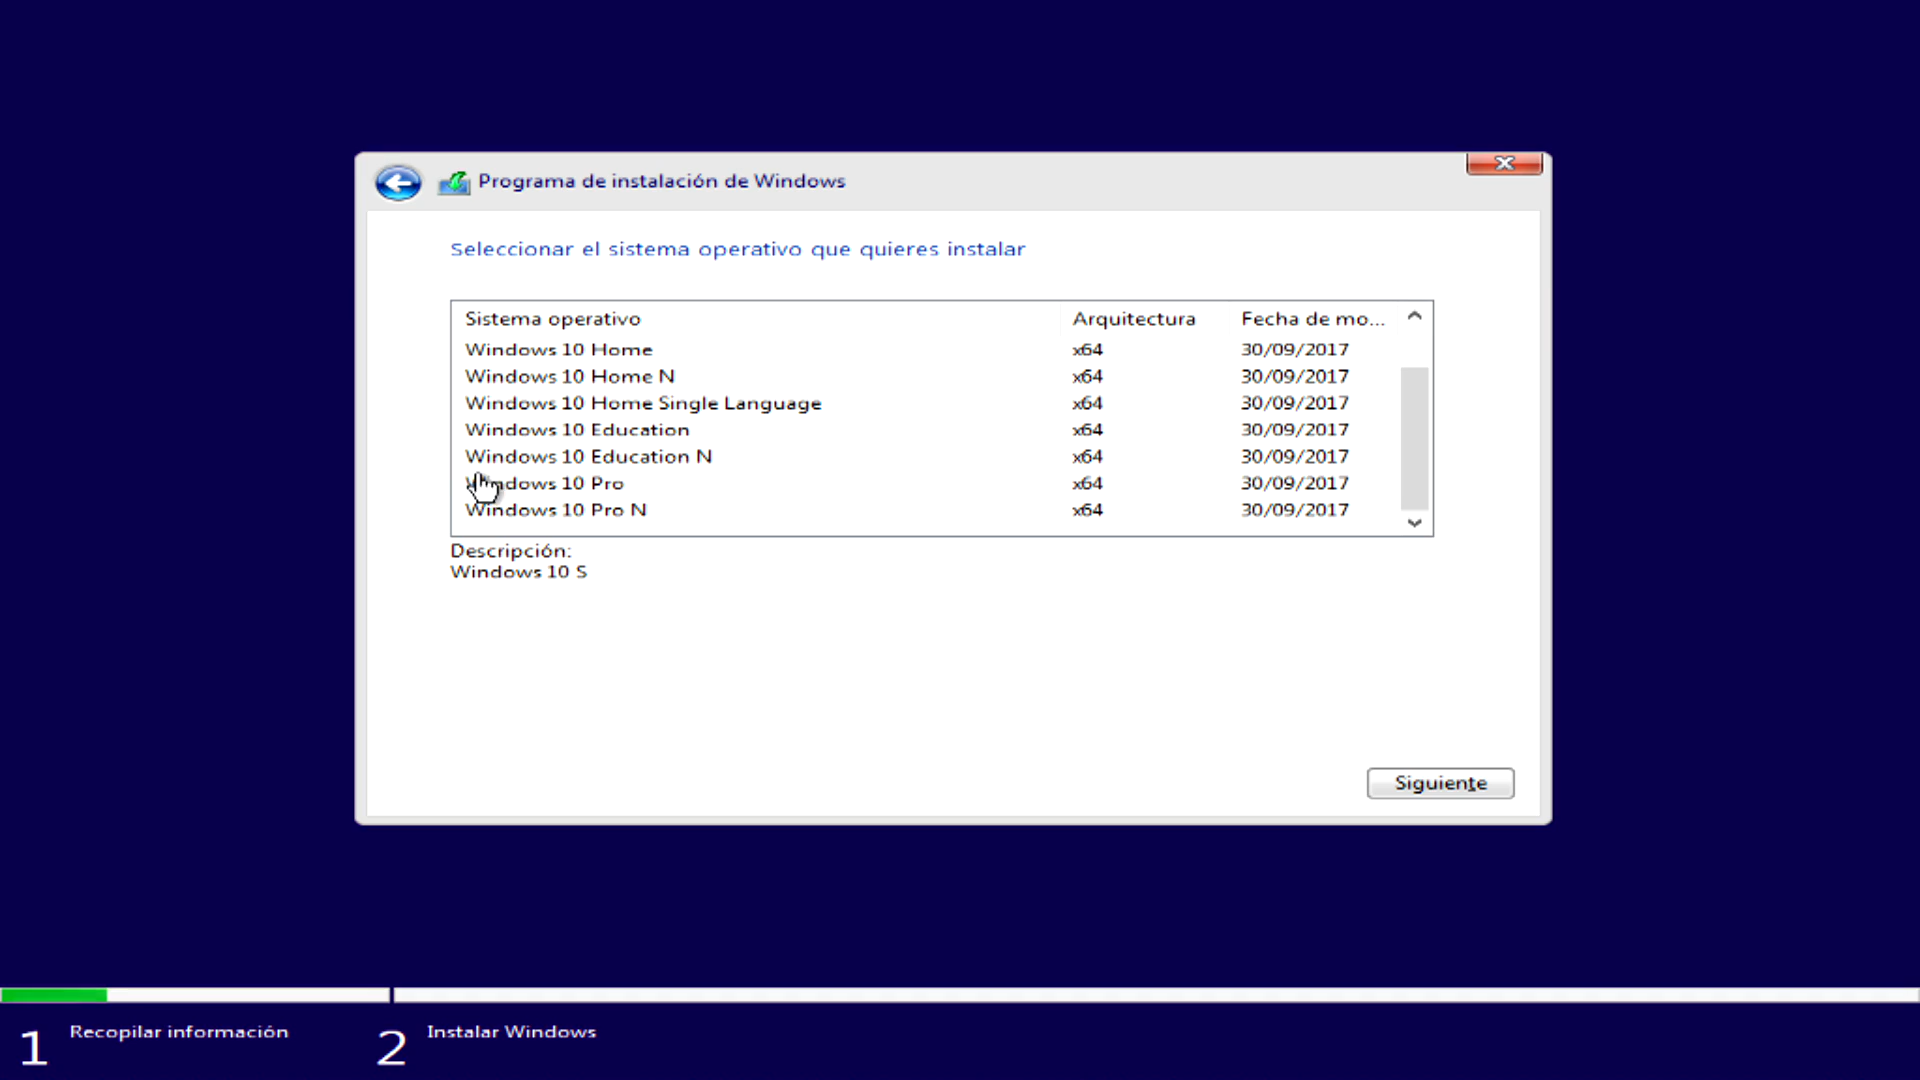 Programa de instalación de Windows
Seleccionar el sistema operativo que quieres instalar
Sistema operativo Arquitectura Fecha de mo...
Windows 10 Home x64 30/09/2017
Windows 10 Home N x64 30/09/2017
Windows 10 Home Single Language x64 30/09/2017
Windows 10 Education x64 30/09/2017
Windows 10 Education N x64 30/09/2017
Windows 10 Pro x64 30/09/2017
Windows 10 Pro N x64 30/09/2017
Descripción:
Windows 10 S
Siguiente
1 Recopilar información 2 Instalar Windows